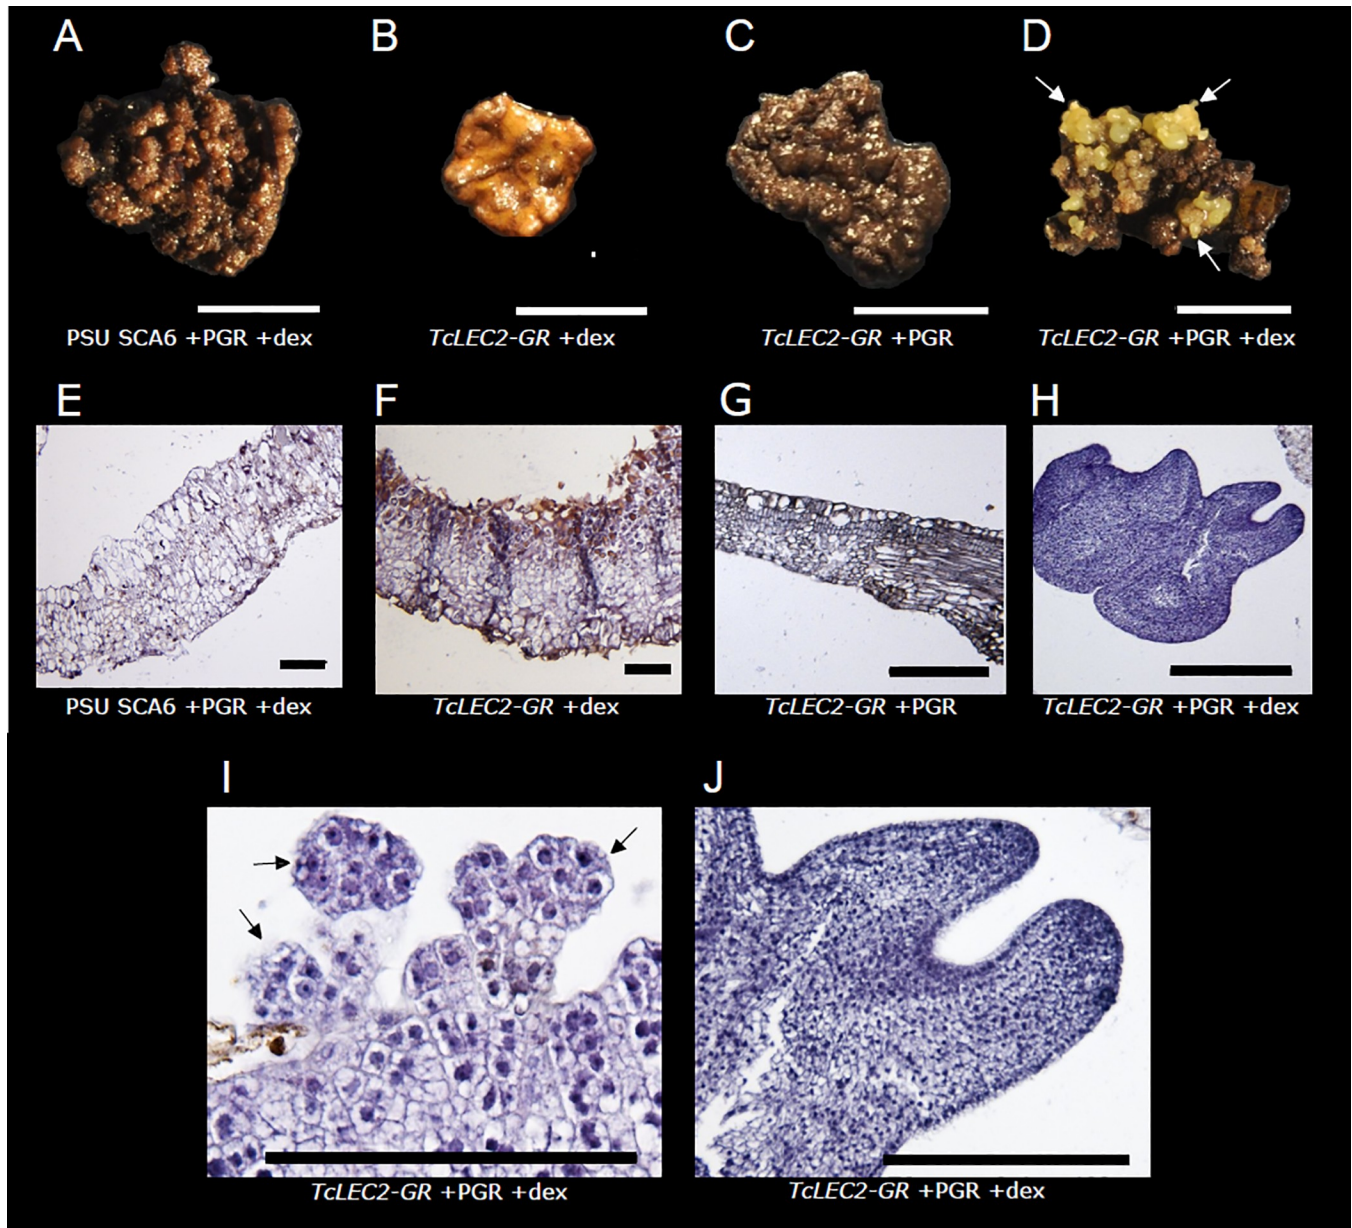 A B C D
PSU SCA6 +PGR +dex TcLEC2-GR +dex TcLEC2-GR +PGR TcLEC2-GR +PGR +dex
E F G H
PSU SCA6 +PGR +dex TcLEC2-GR +dex TcLEC2-GR +PGR TcLEC2-GR +PGR +dex
I J
TcLEC2-GR +PGR +dex TcLEC2-GR +PGR +dex